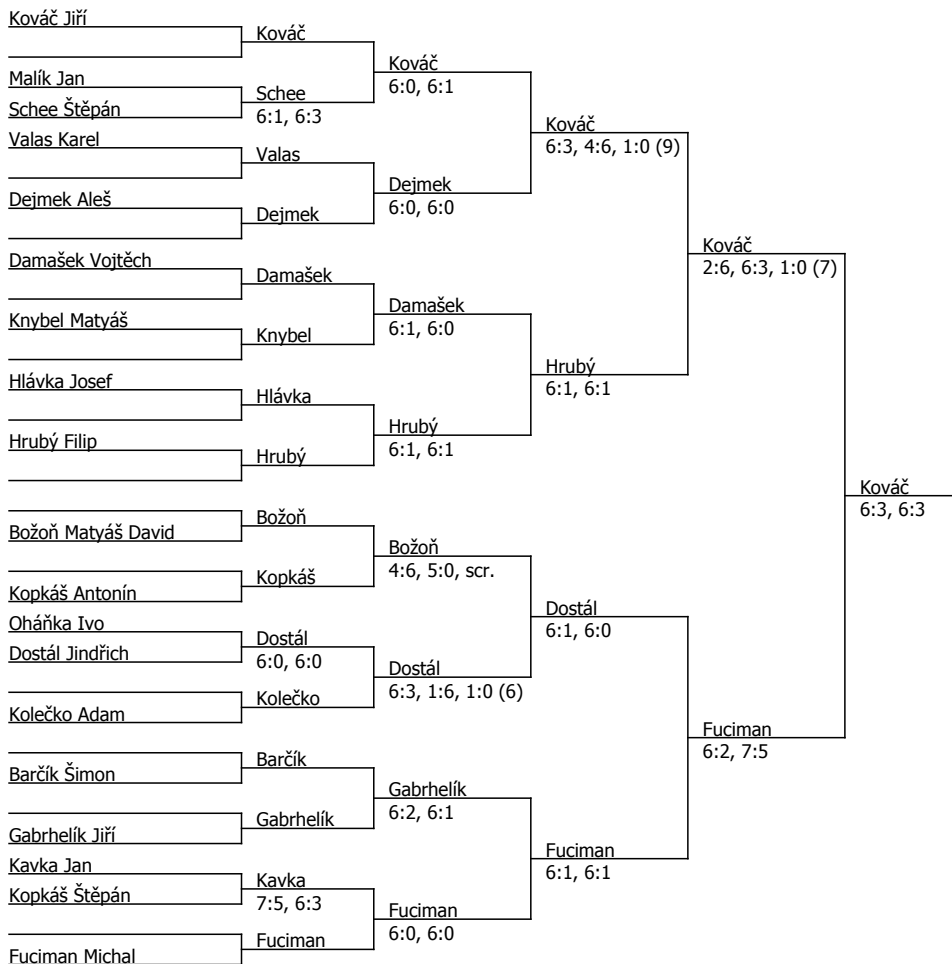 Kováč Jiří
Malík Jan
Schee Štěpán
Valas Karel
Dejmek Aleš
Damašek Vojtěch
Knybel Matyáš
Hlávka Josef
Hrubý Filip
Božoň Matyáš David
Kopkáš Antonín
Oháňka Ivo
Dostál Jindřich
Kolečko Adam
Barčík Šimon
Gabrhelík Jiří
Kavka Jan
Kopkáš Štěpán
Fuciman Michal
Kováč
Schee
6:1, 6:3
Valas
Dejmek
Damašek
Knybel
Hlávka
Hrubý
Božoň
Kopkáš
Dostál
6:0, 6:0
Kolečko
Barčík
Gabrhelík
Kavka
7:5, 6:3
Fuciman
Kováč
6:0, 6:1
Dejmek
6:0, 6:0
Damašek
6:1, 6:0
Hrubý
6:1, 6:1
Božoň
4:6, 5:0, scr.
Dostál
6:3, 1:6, 1:0 (6)
Gabrhelík
6:2, 6:1
Fuciman
6:0, 6:0
Kováč
6:3, 4:6, 1:0 (9)
Hrubý
6:1, 6:1
Dostál
6:1, 6:0
Fuciman
6:1, 6:1
Kováč
2:6, 6:3, 1:0 (7)
Fuciman
6:2, 7:5
Kováč
6:3, 6:3